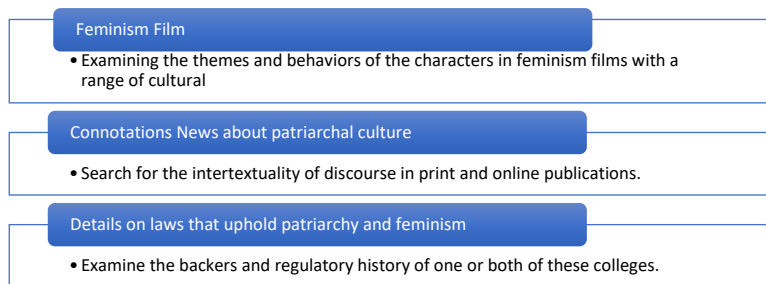 Feminism Film
• Examining the themes and behaviors of the characters in feminism films with a
range of cultural
Connotations News about patriarchal culture
• Search for the intertextuality of discourse in print and online publications.
Details on laws that uphold patriarchy and feminism
• Examine the backers and regulatory history of one or both of these colleges.